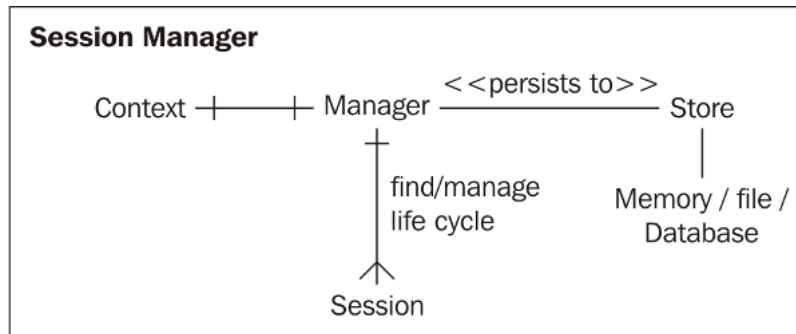 Session Manager
<<persists to>>
Context
Manager
Store
find/manage
life cycle
Memory / file /
Database
Session